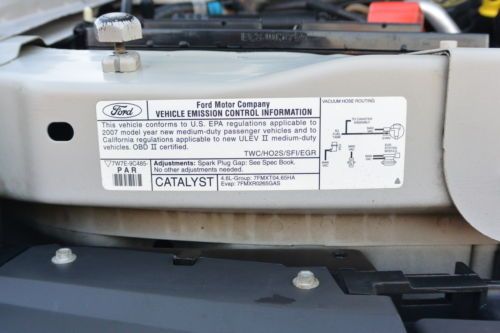 Ford
Ford Motor Company
VEHICLE EMISSION CONTROL INFORMATION
This vehicle conforms to U.S. EPA regulations applicable to
2007 model year new medium-duty passenger vehicles and to
California regulations applicable to new ULEV II medium-duty
vehicles. OBD II certified.
TWC/HO2S/SFI/EGR
7W7E-9C485-
PAR
Adjustments: Spark Plug Gap: See Spec Book.
No other adjustments needed.
CATALYST
4.6L-Group: 7FMXT04.65HA
Evap: 7FMXR0265GAS
VACUUM HOSE ROUTING